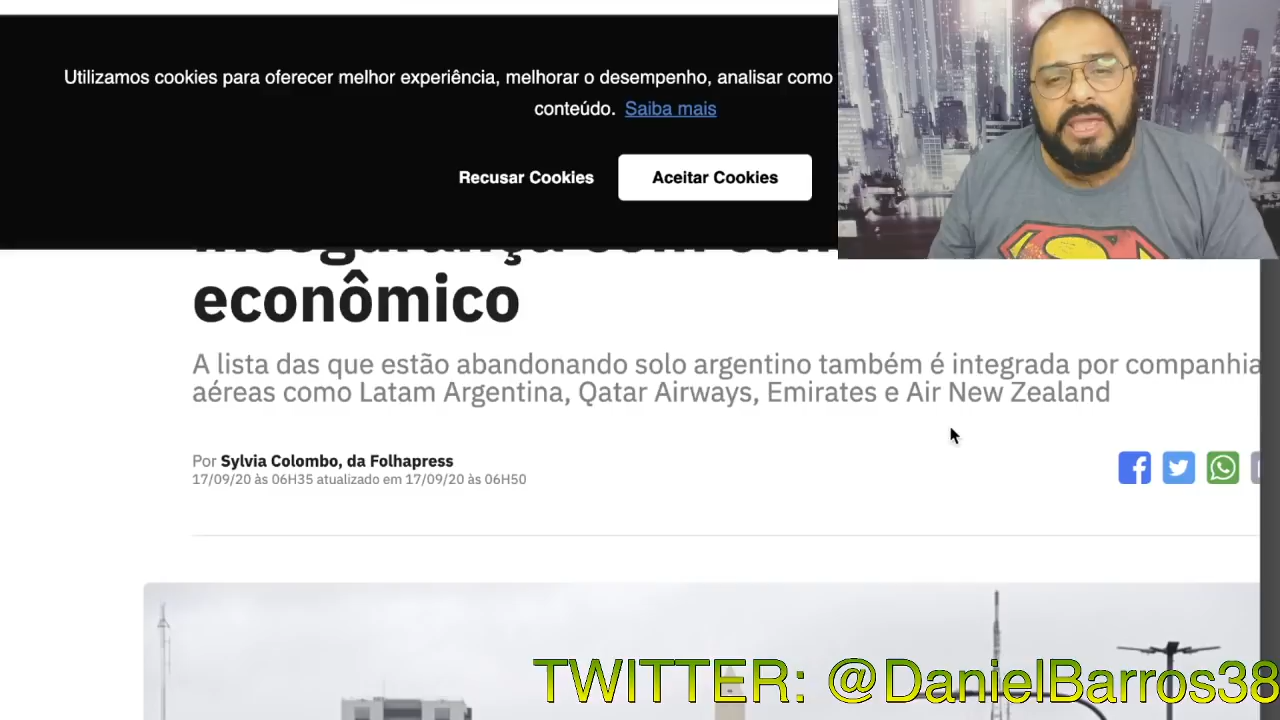 Utilizamos cookies para oferecer melhor experiência, melhorar o desempenho, analisar como
conteúdo. Saiba mais
Recusar Cookies
Aceitar Cookies
econômico
A lista das que estão abandonando solo argentino também é integrada por companhia
aéreas como Latam Argentina, Qatar Airways, Emirates e Air New Zealand
Por Sylvia Colombo, da Folhapress
17/09/20 às 06H35 atualizado em 17/09/20 às 06H50
TWITTER: @DanielBarros38